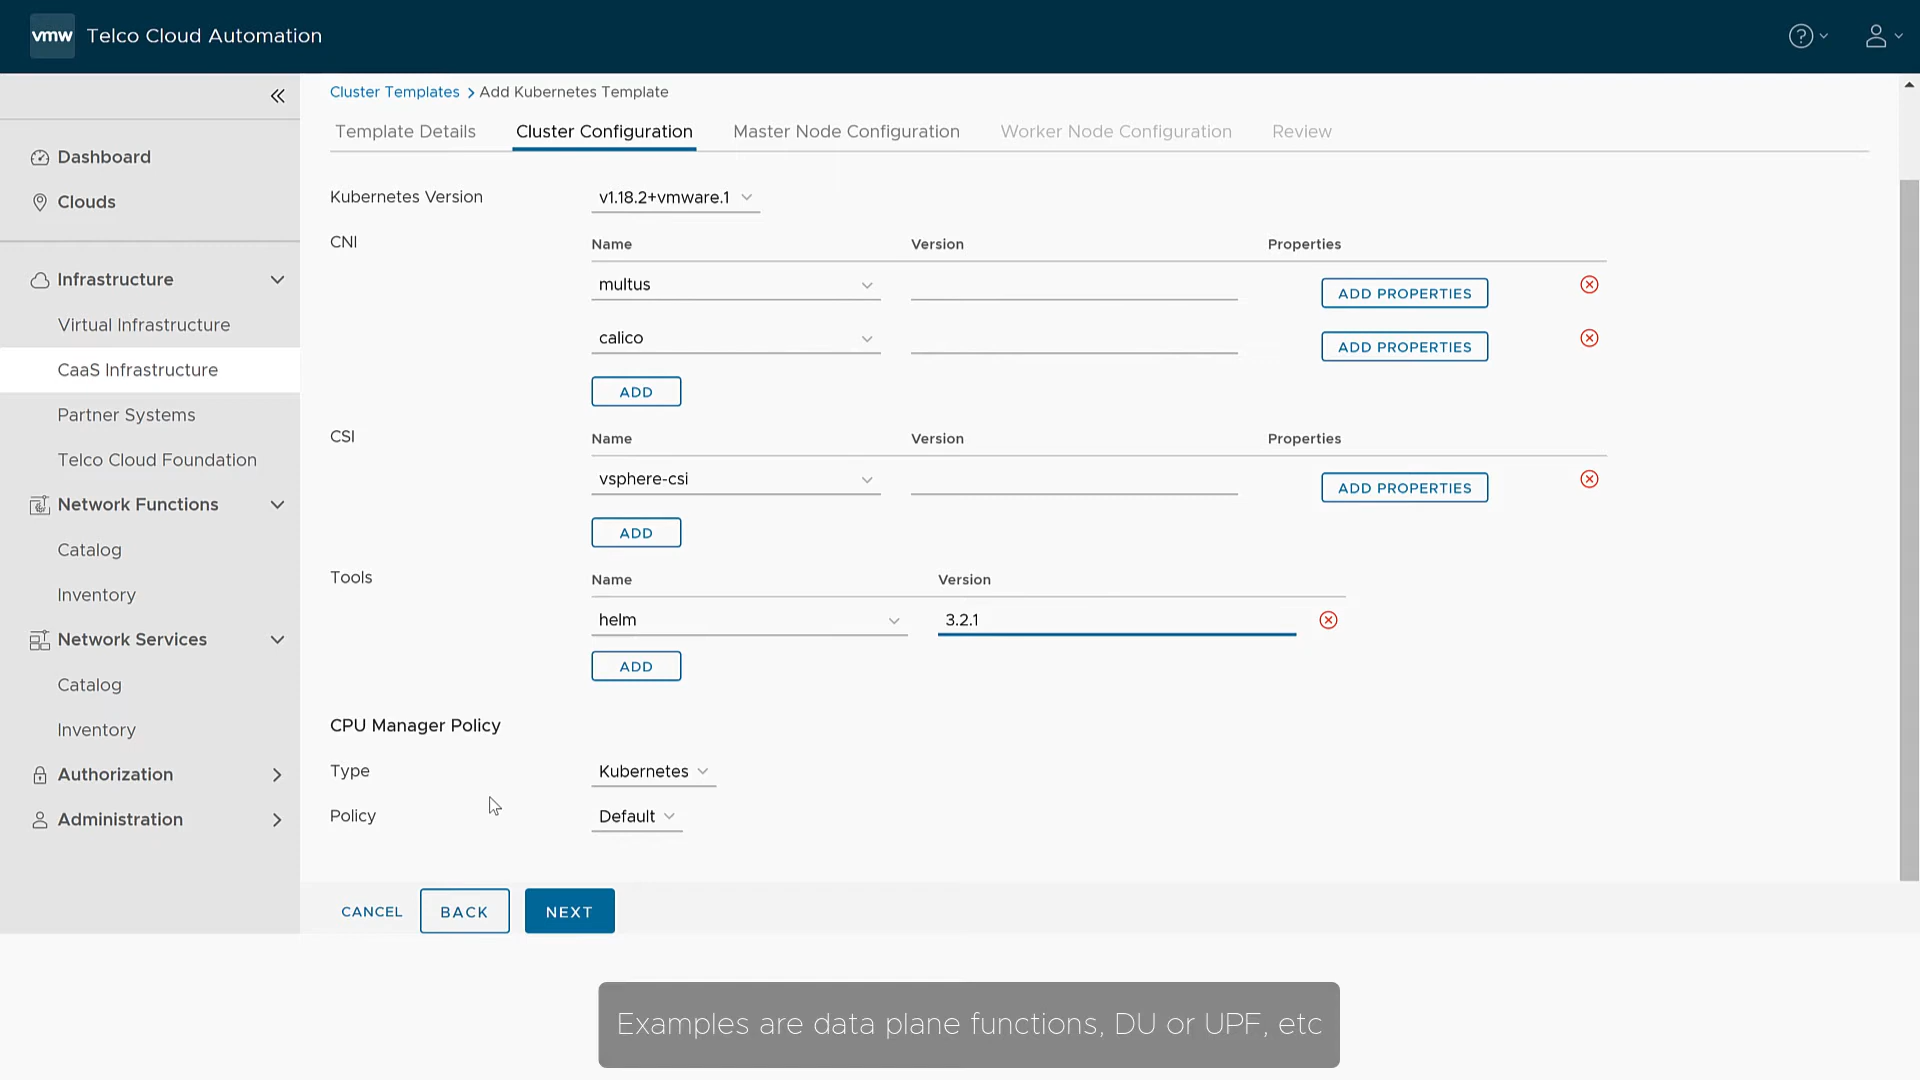 vmw Telco Cloud Automation
Cluster Templates > Add Kubernetes Template
Template Details Cluster Configuration Master Node Configuration Worker Node Configuration Review
Dashboard
Clouds
Infrastructure
Virtual Infrastructure
CaaS Infrastructure
Partner Systems
Telco Cloud Foundation
Network Functions
Catalog
Inventory
Network Services
Catalog
Inventory
Authorization
Administration
Kubernetes Version v1.18.2+vmware.1
CNI Name Version Properties
multus ADD PROPERTIES
calico ADD PROPERTIES
ADD
CSI Name Version Properties
vsphere-csi ADD PROPERTIES
ADD
Tools Name Version
helm 3.2.1
ADD
CPU Manager Policy
Type Kubernetes
Policy Default
CANCEL BACK NEXT
Examples are data plane functions, DU or UPF, etc